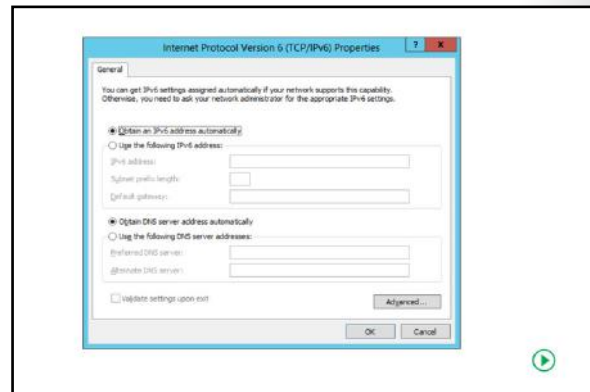 Internet Protocol Version 6 (TCP/IPv6) Properties
? X
General
You can get IPv6 settings assigned automatically if your network supports this capability.
Otherwise, you need to ask your network administrator for the appropriate IPv6 settings.
Obtain an IPv6 address automatically
Use the following IPv6 address:
IPv6 address:
Subnet prefix length:
Default gateway:
Obtain DNS server address automatically
Use the following DNS server addresses:
Preferred DNS server:
Alternate DNS server:
Validate settings upon exit
Advanced...
OK Cancel